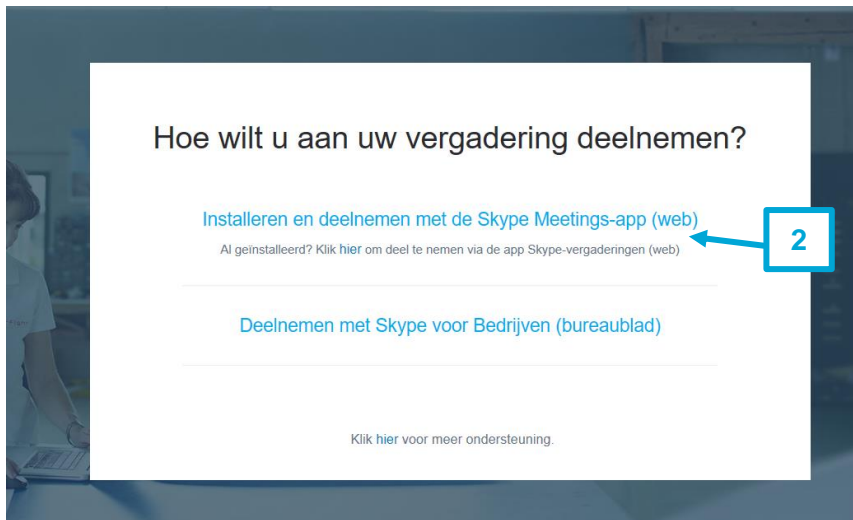 Hoe wilt u aan uw vergadering deelnemen?
Installeren en deelnemen met de Skype Meetings-app (web)
Al geïnstalleerd? Klik hier om deel te nemen via de app Skype-vergaderingen (web)
2
Deelnemen met Skype voor Bedrijven (bureaublad)
Klik hier voor meer ondersteuning.